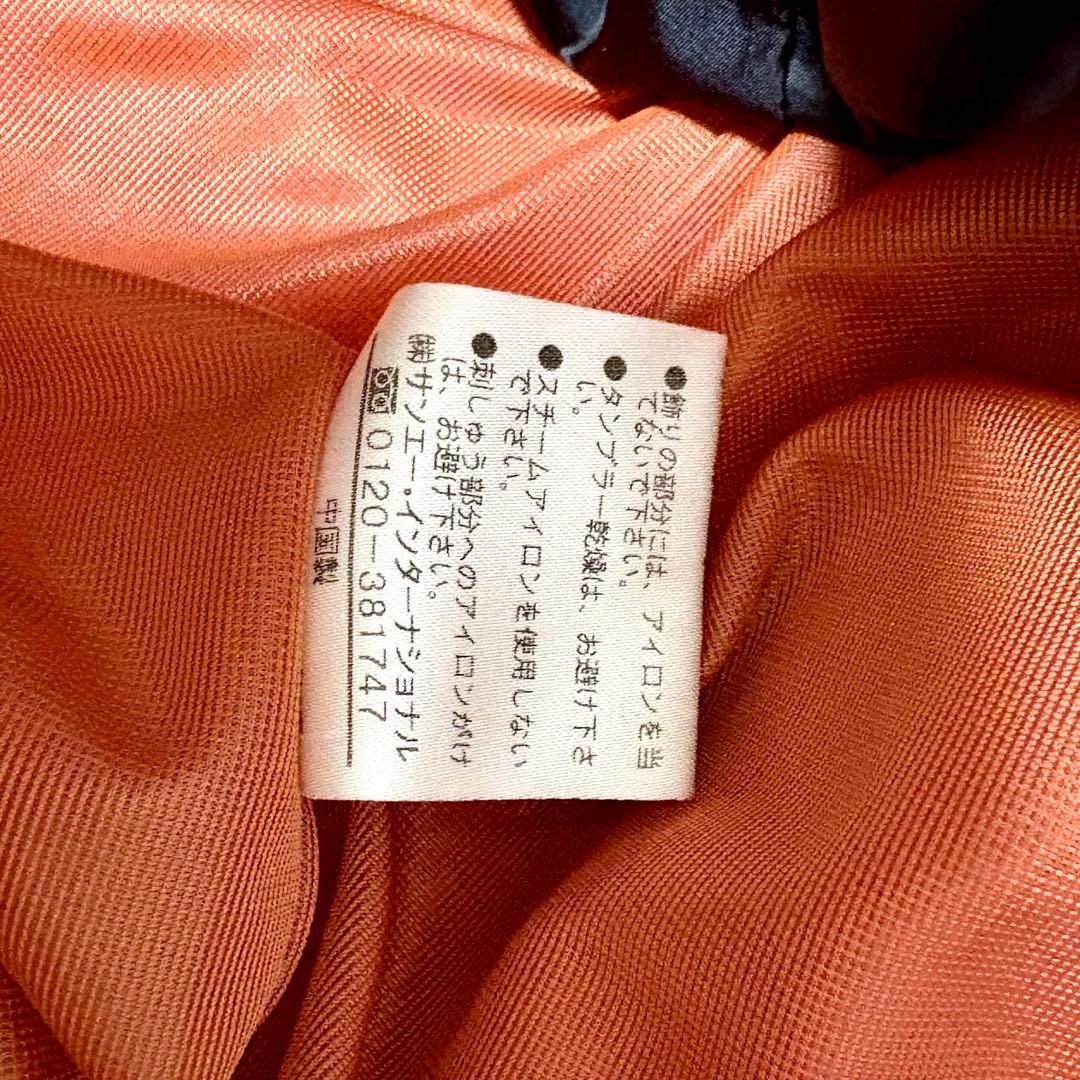 ●飾りの部分には、アイロンを当
てないで下さい。
●タンブラー乾燥は、お避け下さ
い。
●スチームアイロンを使用しない
で下さい。
●刺しゅう部分へのアイロンがけ
は、お避け下さい。
㈱サンエー・インターナショナル
0120-381747
中国製